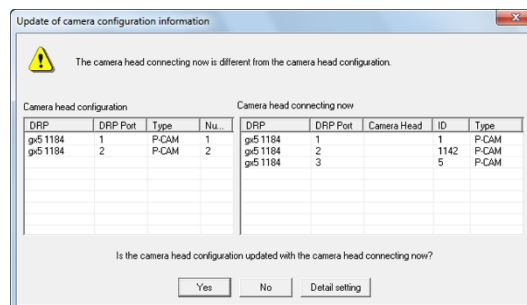 Update of camera configuration information
The camera head connecting now is different from the camera head configuration.
Camera head configuration
DRP DRP Port Type Nu...
gx5 1184 1 P-CAM 1
gx5 1184 2 P-CAM 2
Camera head connecting now
DRP DRP Port Camera Head ID Type
gx5 1184 1 1 P-CAM
gx5 1184 2 1142 P-CAM
gx5 1184 3 5 P-CAM
Is the camera head configuration updated with the camera head connecting now?
Yes No Detail setting